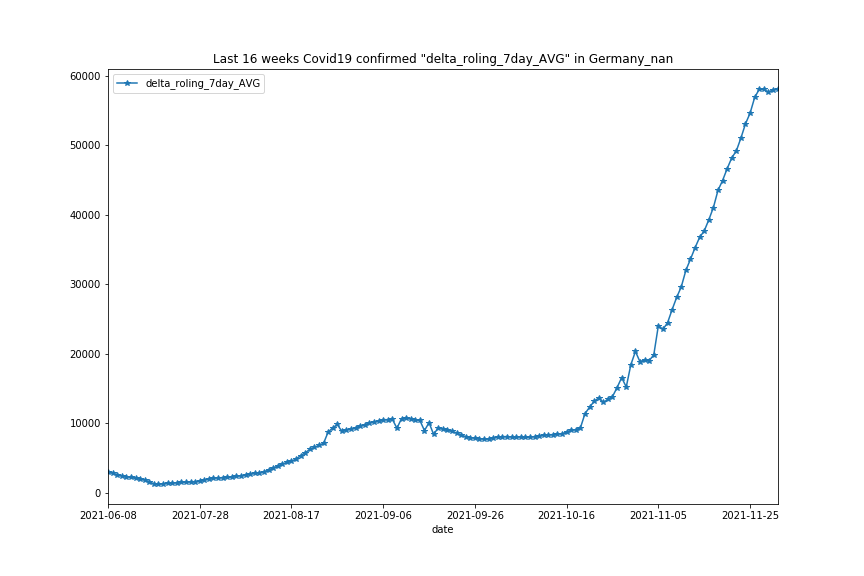 Last 16 weeks Covid19 confirmed "delta_roling_7day_AVG" in Germany_nan
delta_roling_7day_AVG
60000
50000
40000
30000
20000
10000
0
2021-06-08 2021-07-28 2021-08-17 2021-09-06 2021-09-26 2021-10-16 2021-11-05 2021-11-25
date